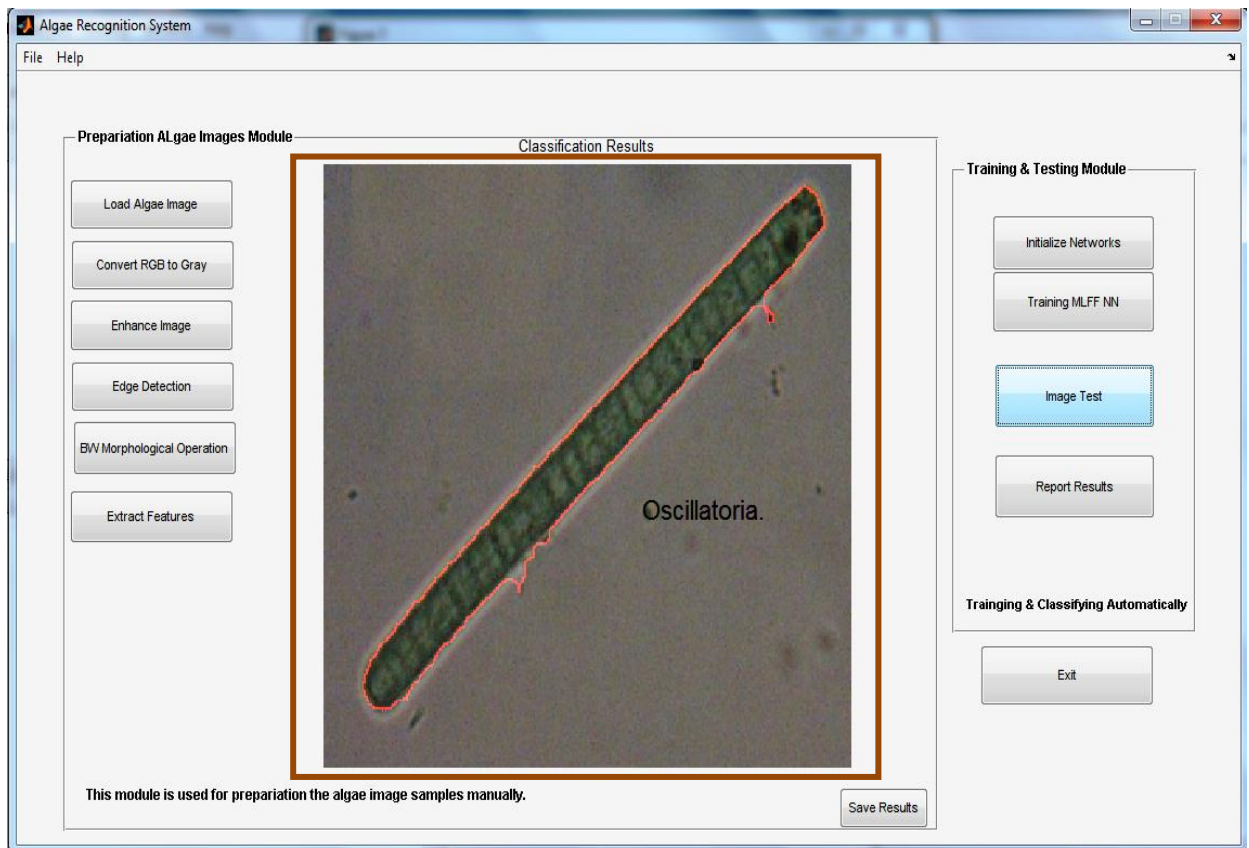 Algae Recognition System
File Help
Prepariation ALgae Images Module
Classification Results
Load Algae Image
Convert RGB to Gray
Enhance Image
Edge Detection
BW Morphological Operation
Extract Features
Oscillatoria.
This module is used for prepariation the algae image samples manually.
Save Results
Training & Testing Module
Initialize Networks
Training MLFF NN
Image Test
Report Results
Trainging & Classifying Automatically
Exit